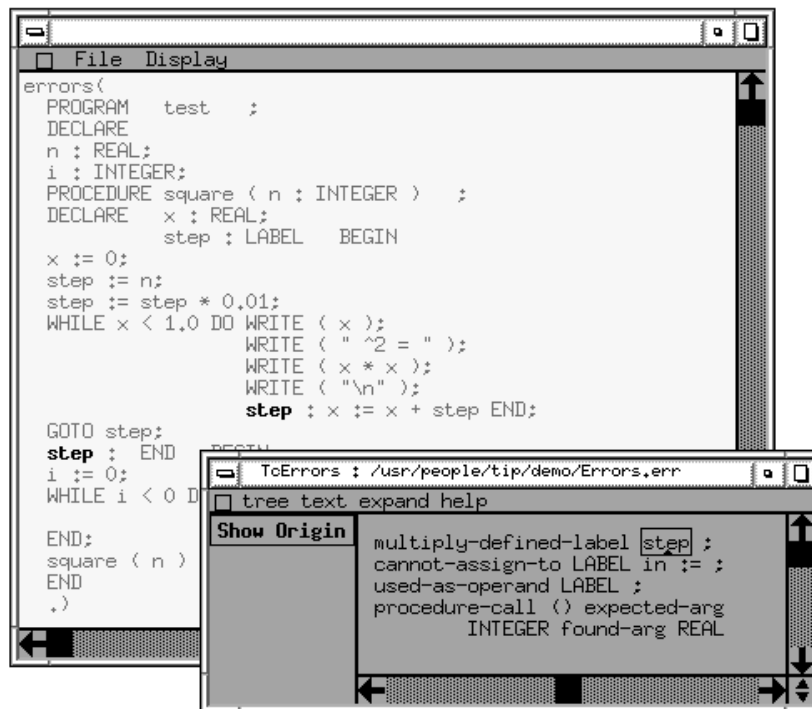 File Display
errors(
PROGRAM test ;
DECLARE
n : REAL;
i : INTEGER;
PROCEDURE square ( n : INTEGER ) ;
DECLARE x : REAL;
step : LABEL BEGIN
x := 0;
step := n;
step := step * 0.01;
WHILE x < 1.0 DO WRITE ( x );
WRITE ( " ^2 = " );
WRITE ( x * x );
WRITE ( "\n" );
step : x := x + step END;
GOTO step;
step : END BEGIN
i := 0;
WHILE i < 0 D
END;
square ( n )
END
.)
TcErrors : /usr/people/tip/demo/Errors.err
tree text expand help
Show Origin
multiply-defined-label step ;
cannot-assign-to LABEL in := ;
used-as-operand LABEL ;
procedure-call () expected-arg
INTEGER found-arg REAL